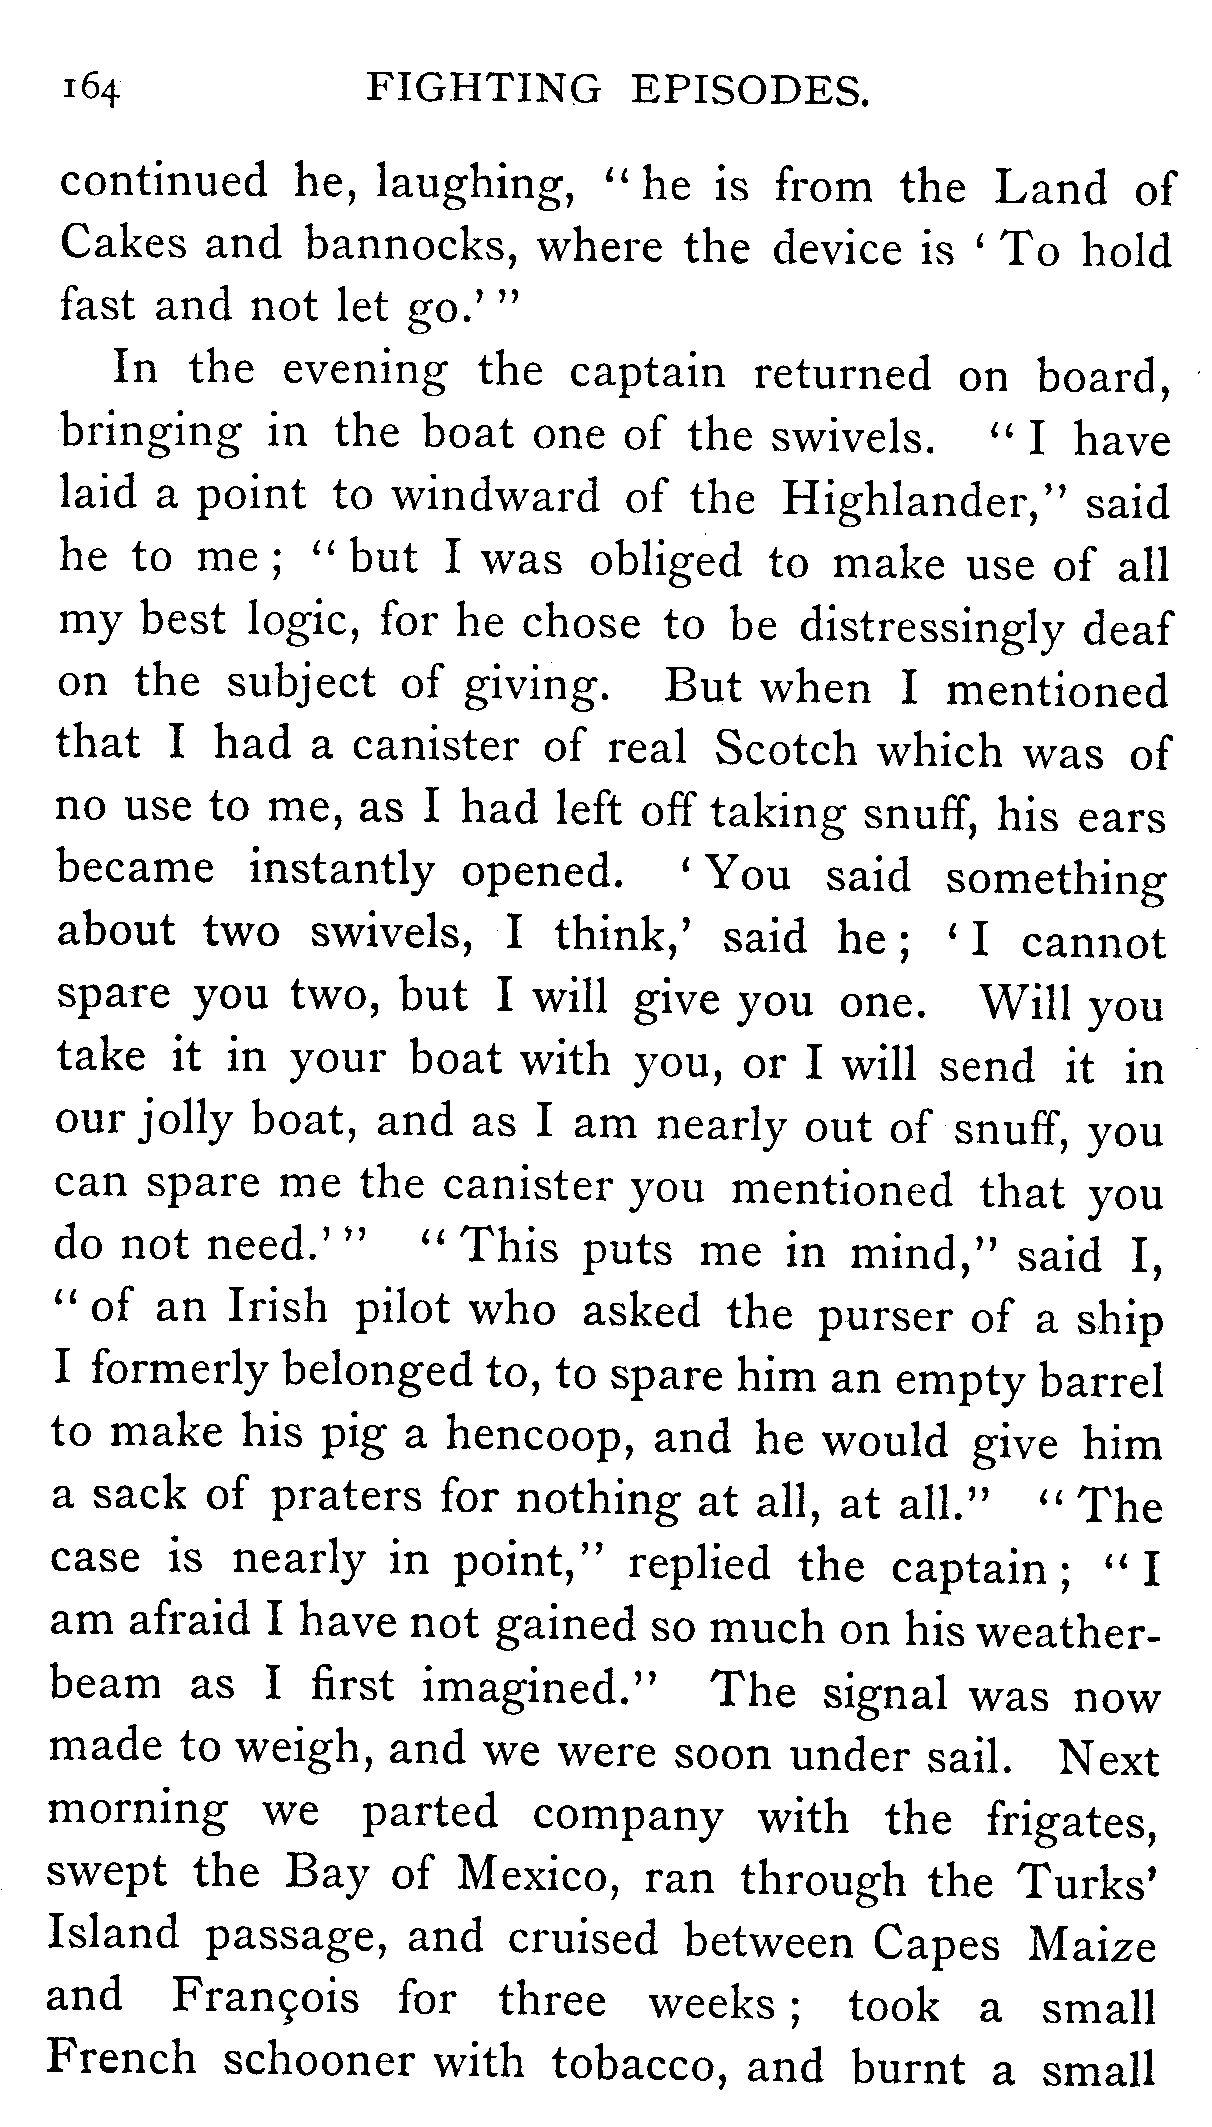 164 FIGHTING EPISODES.
continued he, laughing, “ he is from the Land of
Cakes and bannocks, where the device is ‘ To hold
fast and not let go.’ ”
In the evening the captain returned on board,
bringing in the boat one of the swivels. “ I have
laid a point to windward of the Highlander,” said
he to me ; “ but I was obliged to make use of all
my best logic, for he chose to be distressingly deaf
on the subject of giving. But when I mentioned
that I had a canister of real Scotch which was of
no use to me, as I had left off taking snuff, his ears
became instantly opened. ‘ You said something
about two swivels, I think,’ said he ; ‘ I cannot
spare you two, but I will give you one. Will you
take it in your boat with you, or I will send it in
our jolly boat, and as I am nearly out of snuff, you
can spare me the canister you mentioned that you
do not need.’ ” “ This puts me in mind,” said I,
“ of an Irish pilot who asked the purser of a ship
I formerly belonged to, to spare him an empty barrel
to make his pig a hencoop, and he would give him
a sack of praters for nothing at all, at all.” “ The
case is nearly in point,” replied the captain ; “ I
am afraid I have not gained so much on his weather-
beam as I first imagined.” The signal was now
made to weigh, and we were soon under sail. Next
morning we parted company with the frigates,
swept the Bay of Mexico, ran through the Turks’
Island passage, and cruised between Capes Maize
and François for three weeks ; took a small
French schooner with tobacco, and burnt a small